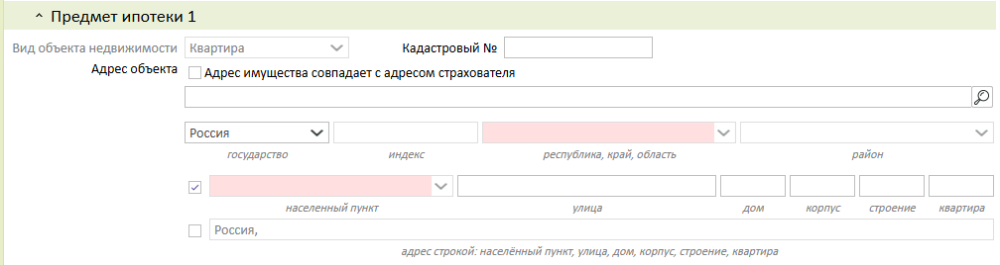 Предмет ипотеки 1
Вид объекта недвижимости Квартира Кадастровый №
Адрес объекта Адрес имущества совпадает с адресом страхователя
Россия
государство индекс республика, край, область район
населенный пункт улица дом корпус строение квартира
Россия,
адрес строкой: населённый пункт, улица, дом, корпус, строение, квартира